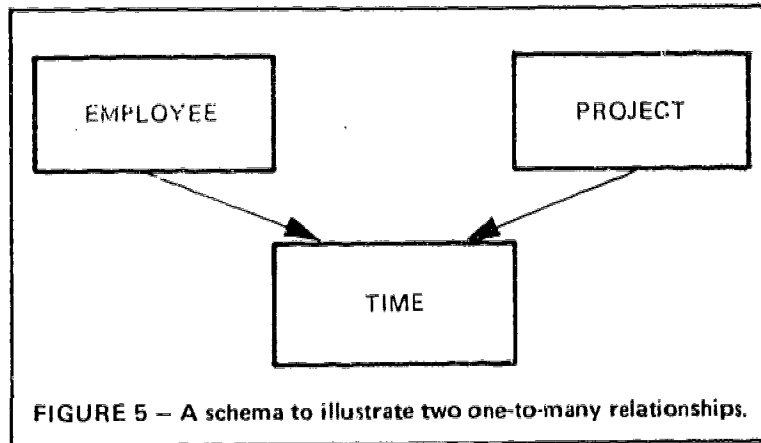 EMPLOYEE
PROJECT
TIME
FIGURE 5 – A schema to illustrate two one-to-many relationships.